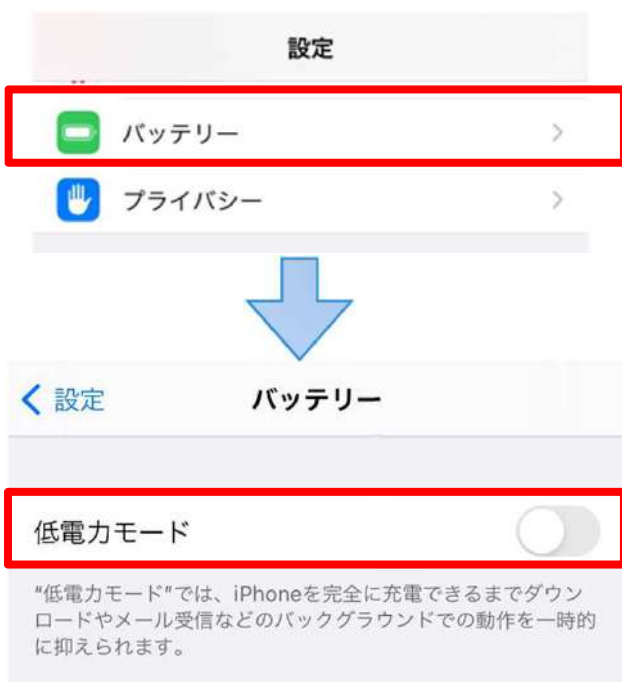 設定
バッテリー
プライバシー
設定
バッテリー
低電力モード
“低電力モード”では、iPhoneを完全に充電できるまでダウン
ロードやメール受信などのバックグラウンドでの動作を一時的
に抑えられます。